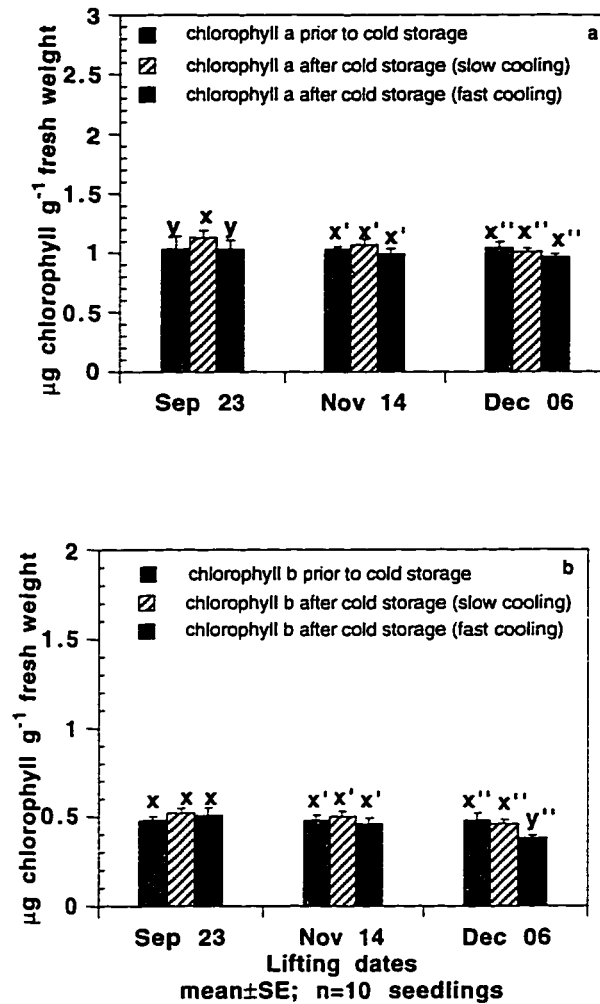 3
chlorophyll a prior to cold storage a
chlorophyll a after cold storage (slow cooling)
2.5
chlorophyll a after cold storage (fast cooling)
2
1.5
y x y x' x' x' x'' x'' x''
1
0.5
0
µg chlorophyll g⁻¹ fresh weight
Sep 23 Nov 14 Dec 06
2
chlorophyll b prior to cold storage b
chlorophyll b after cold storage (slow cooling)
chlorophyll b after cold storage (fast cooling)
1.5
1
x x x x' x' x' x'' x'' y''
0.5
0
µg chlorophyll g⁻¹ fresh weight
Sep 23 Nov 14 Dec 06
Lifting dates
mean±SE; n=10 seedlings